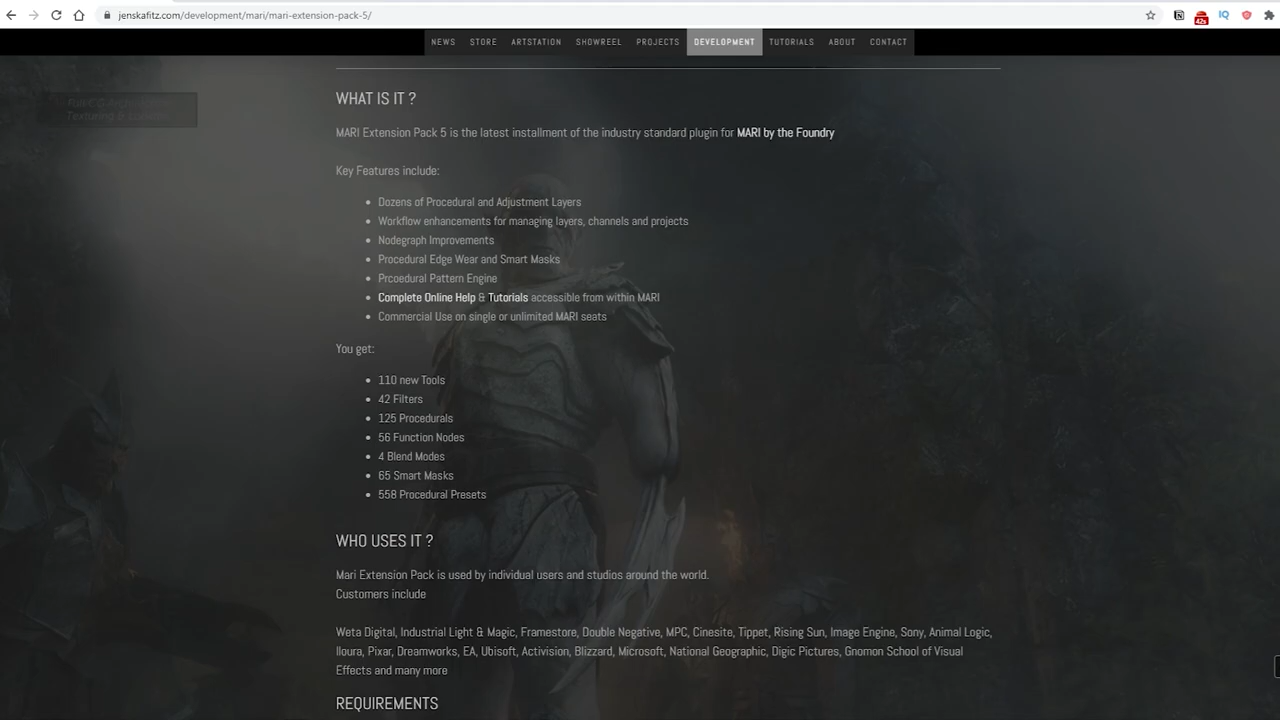 jenskafitz.com/development/mari/mari-extension-pack-5/
42s
IQ
NEWS STORE ARTSTATION SHOWREEL PROJECTS DEVELOPMENT TUTORIALS ABOUT CONTACT
WHAT IS IT ?
MARI Extension Pack 5 is the latest installment of the industry standard plugin for MARI by the Foundry
Key Features include:
Dozens of Procedural and Adjustment Layers
Workflow enhancements for managing layers, channels and projects
Nodegraph Improvements
Procedural Edge Wear and Smart Masks
Prcoedural Pattern Engine
Complete Online Help & Tutorials accessible from within MARI
Commercial Use on single or unlimited MARI seats
You get:
110 new Tools
42 Filters
125 Procedurals
56 Function Nodes
4 Blend Modes
65 Smart Masks
558 Procedural Presets
WHO USES IT ?
Mari Extension Pack is used by individual users and studios around the world.
Customers include
Weta Digital, Industrial Light & Magic, Framestore, Double Negative, MPC, Cinesite, Tippet, Rising Sun, Image Engine, Sony, Animal Logic,
Iloura, Pixar, Dreamworks, EA, Ubisoft, Activision, Blizzard, Microsoft, National Geographic, Digic Pictures, Gnomon School of Visual
Effects and many more
REQUIREMENTS